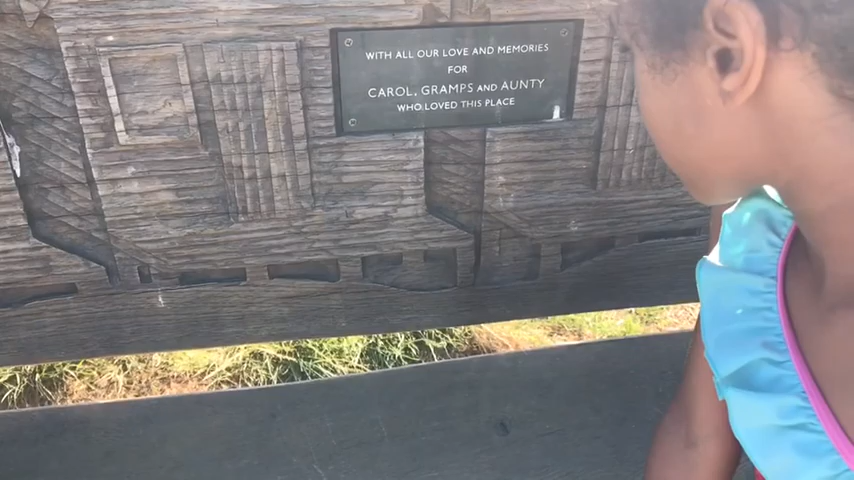 WITH ALL OUR LOVE AND MEMORIES
FOR
CAROL, GRAMPS AND AUNTY
WHO LOVED THIS PLACE